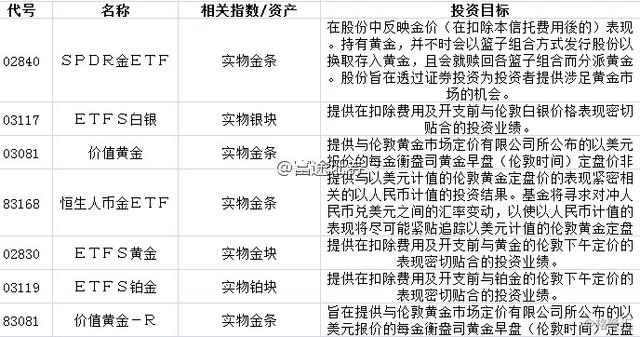 代号 名称 相关指数/资产 投资目标
02840 ＳＰＤＲ金ＥＴＦ 实物金条
在股份中反映金价（在扣除本信托费用後的）表现
。持有黄金，并不时会以篮子组合方式发行股份以
换取存入黄金，且会就赎回各篮子组合而分派黄金
。股份旨在透过证券投资为投资者提供涉足黄金市
场的机会。
03117 ＥＴＦＳ白银 实物银块
提供在扣除费用及开支前与伦敦白银价格表现密切
贴合的投资业绩。
03081 价值黄金 实物金条
提供与伦敦黄金市场定价有限公司所公布的以美元
报价的每金衡盎司黄金早盘（伦敦时间）定盘价非
83168 恒生人币金ＥＴＦ 实物金条
提供与以美元计值的伦敦黄金定盘价的表现紧密相
关的以人民币计值的投资结果。基金将寻求对冲人
民币兑美元之间的汇率变动，以使以人民币计值的
表现将尽可能紧贴追踪以美元计值的伦敦黄金定盘
02830 ＥＴＦＳ黄金 实物金块
提供在扣除费用及开支前与黄金的伦敦下午定价的
表现密切贴合的投资业绩。
03119 ＥＴＦＳ铂金 实物铂块
提供在扣除费用及开支前与铂金的伦敦下午定价的
表现密切贴合的投资业绩。
83081 价值黄金－Ｒ 实物金条
旨在提供与伦敦黄金市场定价有限公司所公布的以
美元报价的每金衡盎司黄金早盘（伦敦时间）定盘